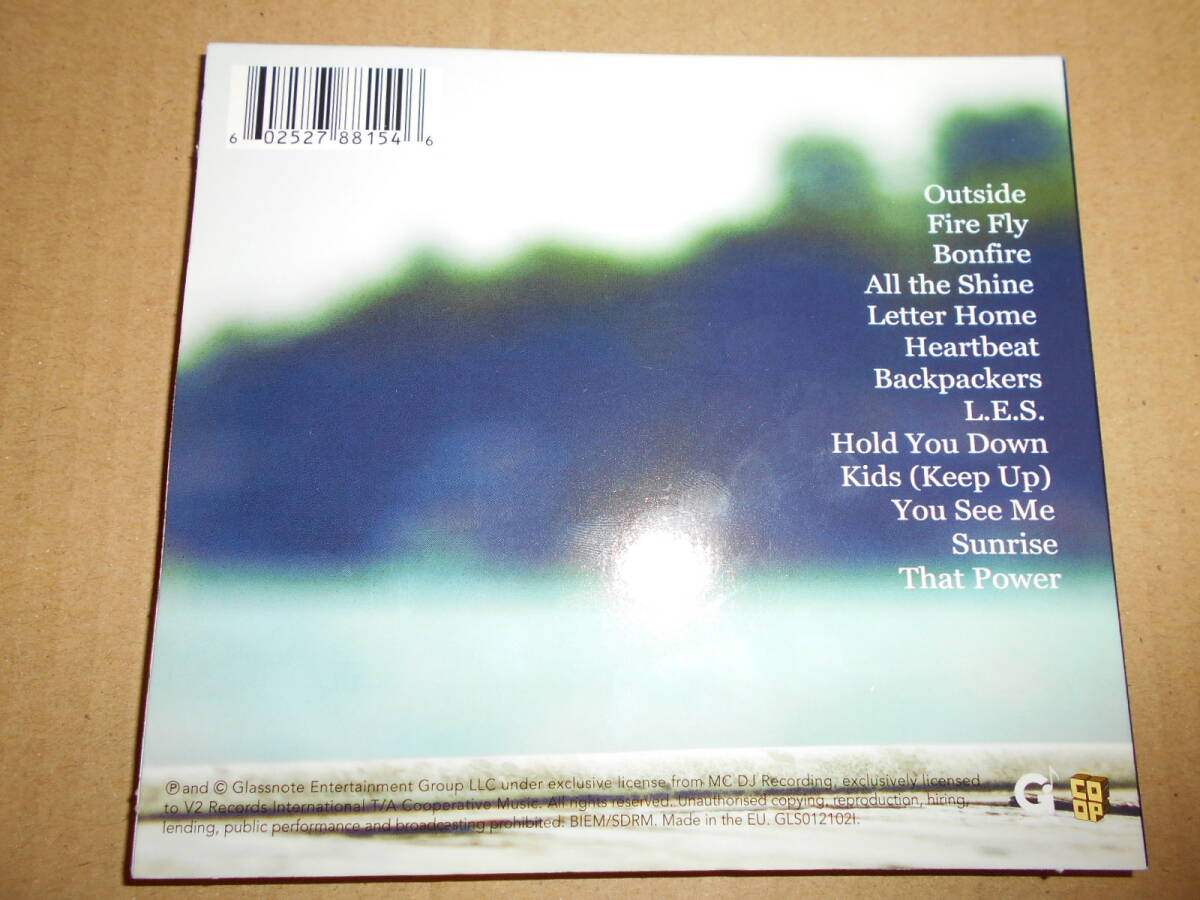 6 02527 88154 6
Outside
Fire Fly
Bonfire
All the Shine
Letter Home
Heartbeat
Backpackers
L.E.S.
Hold You Down
Kids (Keep Up)
You See Me
Sunrise
That Power
℗and © Glassnote Entertainment Group LLC under exclusive license from MC DJ Recording, exclusively licensed
to V2 Records International T/A Cooperative Music. All rights reserved. Unauthorised copying, reproduction, hiring,
lending, public performance and broadcasting prohibited. BIEM/SDRM. Made in the EU. GLS012102I.
G
CO
OP